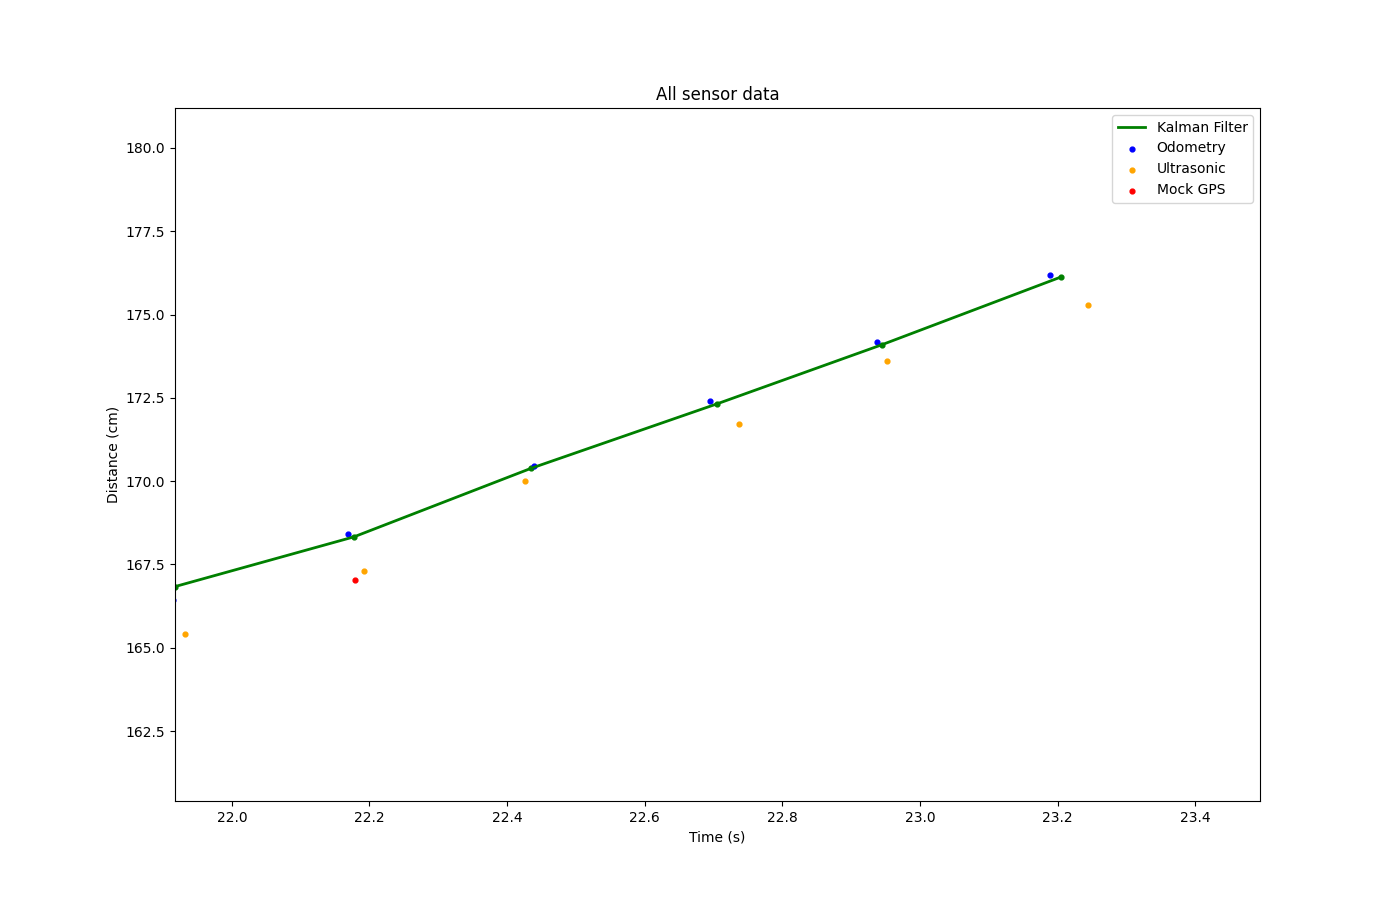 All sensor data
Kalman Filter
Odometry
Ultrasonic
Mock GPS
180.0
177.5
175.0
172.5
170.0
167.5
165.0
162.5
Distance (cm)
22.0 22.2 22.4 22.6 22.8 23.0 23.2 23.4
Time (s)